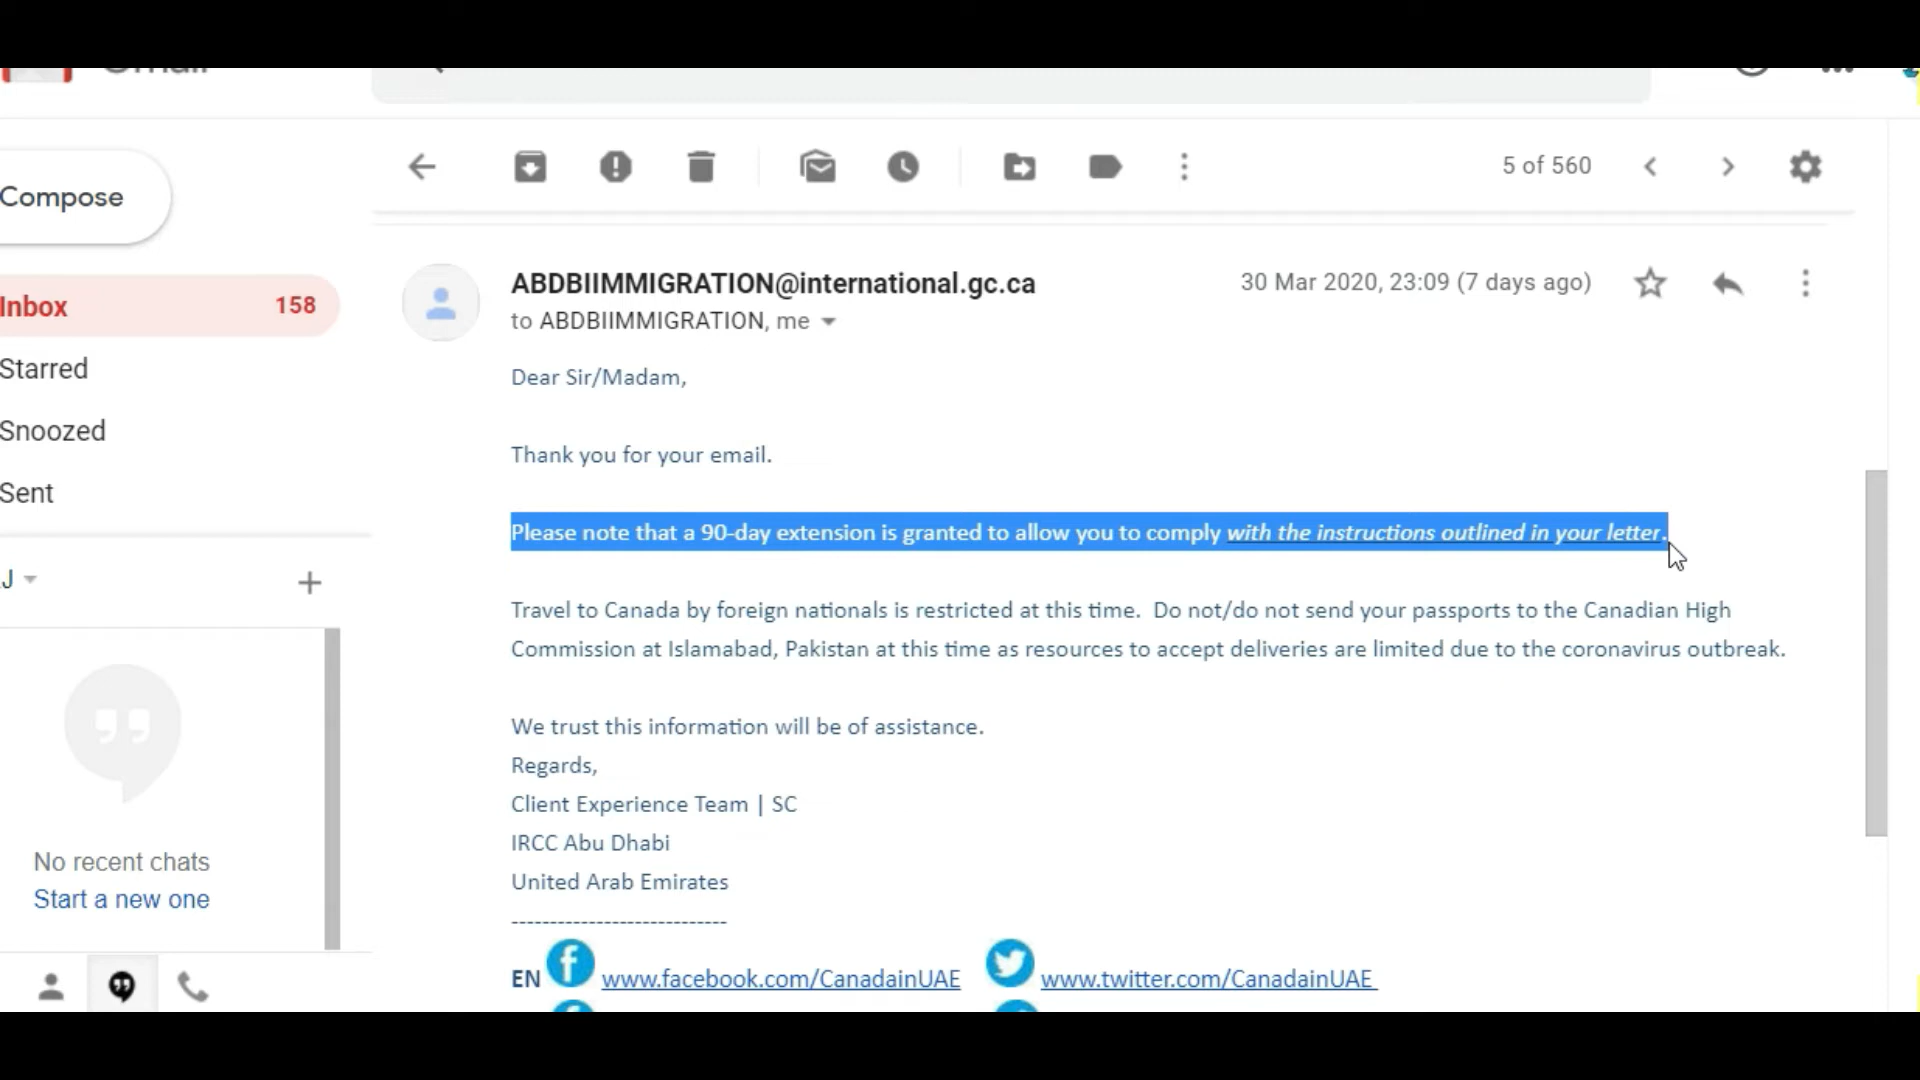 Compose
5 of 560
Inbox 158
Starred
Snoozed
Sent
J
No recent chats
Start a new one
ABDBIIMMIGRATION@international.gc.ca
30 Mar 2020, 23:09 (7 days ago)
to ABDBIIMMIGRATION, me
Dear Sir/Madam,
Thank you for your email.
Please note that a 90-day extension is granted to allow you to comply with the instructions outlined in your letter.
Travel to Canada by foreign nationals is restricted at this time.  Do not/do not send your passports to the Canadian High
Commission at Islamabad, Pakistan at this time as resources to accept deliveries are limited due to the coronavirus outbreak.
We trust this information will be of assistance.
Regards,
Client Experience Team | SC
IRCC Abu Dhabi
United Arab Emirates
----------------------------
EN www.facebook.com/CanadainUAE www.twitter.com/CanadainUAE